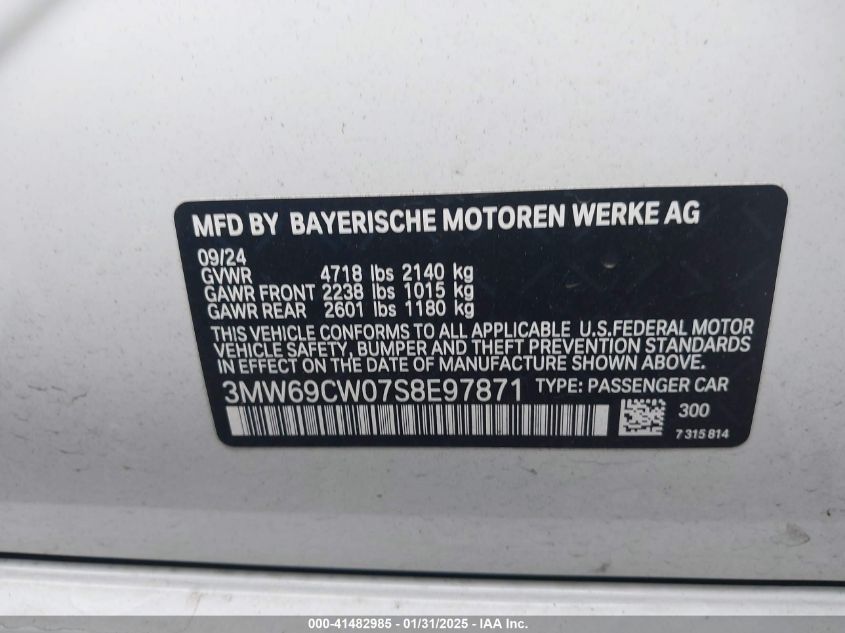 MFD BY BAYERISCHE MOTOREN WERKE AG
09/24
GVWR 4718 lbs 2140 kg
GAWR FRONT 2238 lbs 1015 kg
GAWR REAR 2601 lbs 1180 kg
THIS VEHICLE CONFORMS TO ALL APPLICABLE U.S.FEDERAL MOTOR
VEHICLE SAFETY, BUMPER AND THEFT PREVENTION STANDARDS
IN EFFECT ON THE DATE OF MANUFACTURE SHOWN ABOVE.
3MW69CW07S8E97871 TYPE: PASSENGER CAR
300
7 315 814
000-41482985 - 01/31/2025 - IAA Inc.